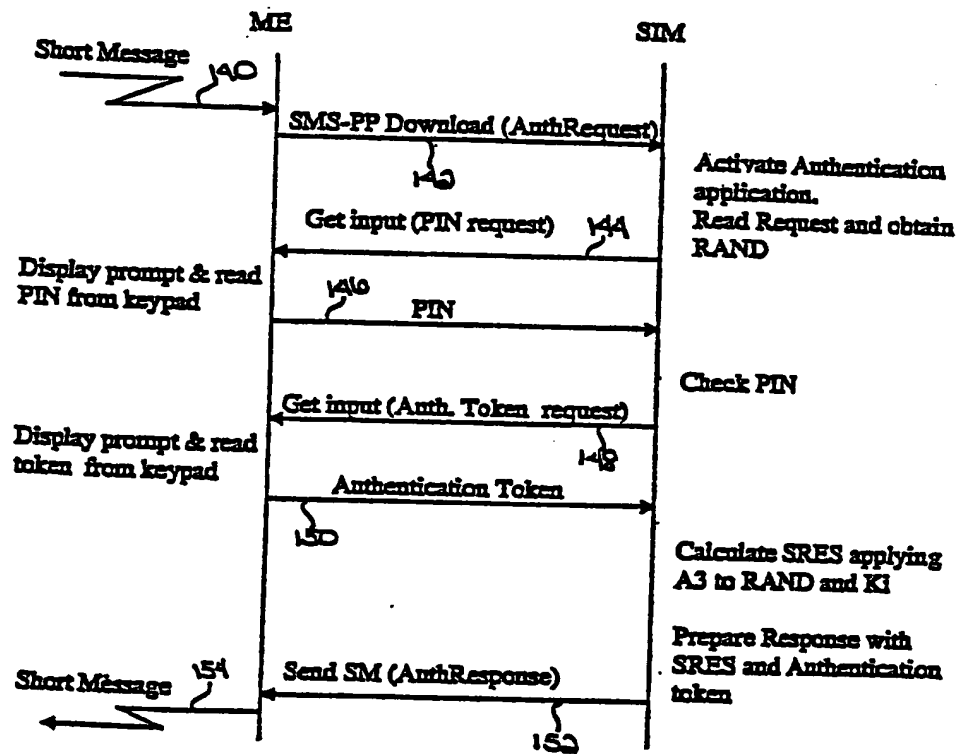 ME
SIM
Short Message
140
SMS-PP Download (AuthRequest)
142
Activate Authentication
application.
Read Request and obtain
RAND
Get input (PIN request)
144
Display prompt & read
PIN from keypad
146
PIN
Check PIN
Get input (Auth. Token request)
148
Display prompt & read
token from keypad
Authentication Token
150
Calculate SRES applying
A3 to RAND and Ki
Prepare Response with
SRES and Authentication
token
Send SM (AuthResponse)
152
Short Message
154